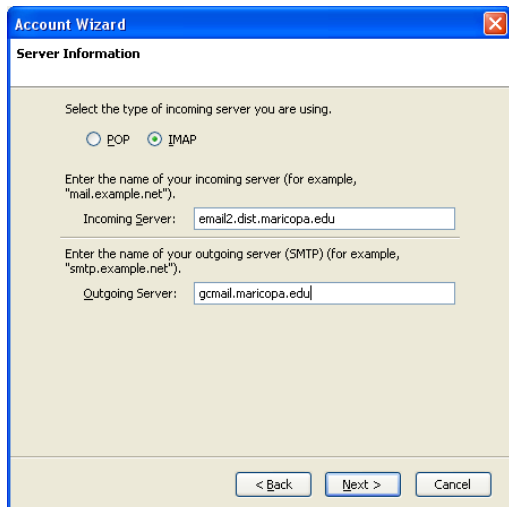 Account Wizard
Server Information
Select the type of incoming server you are using.
POP IMAP
Enter the name of your incoming server (for example,
"mail.example.net").
Incoming Server: email2.dist.maricopa.edu
Enter the name of your outgoing server (SMTP) (for example,
"smtp.example.net").
Outgoing Server: gcmail.maricopa.edu
< Back Next > Cancel